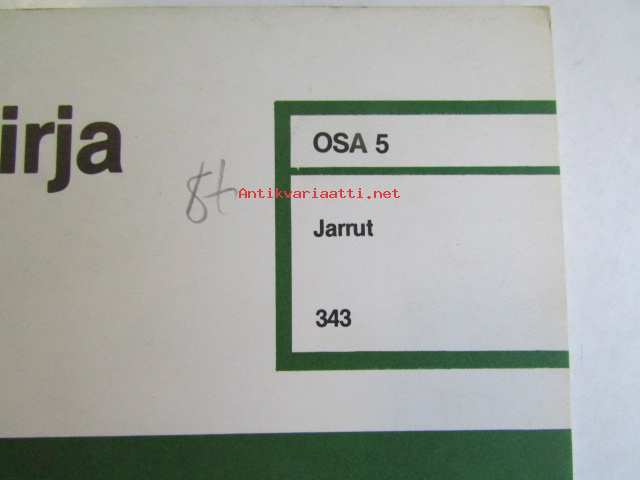 irja
OSA 5
8t
Antikvariaatti.net
Jarrut
343